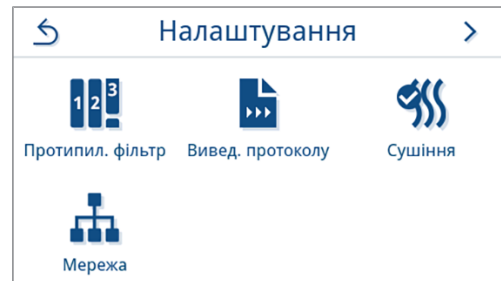 Налаштування
1 2 3
Протипил. фільтр
Вивед. протоколу
Сушіння
Мережа